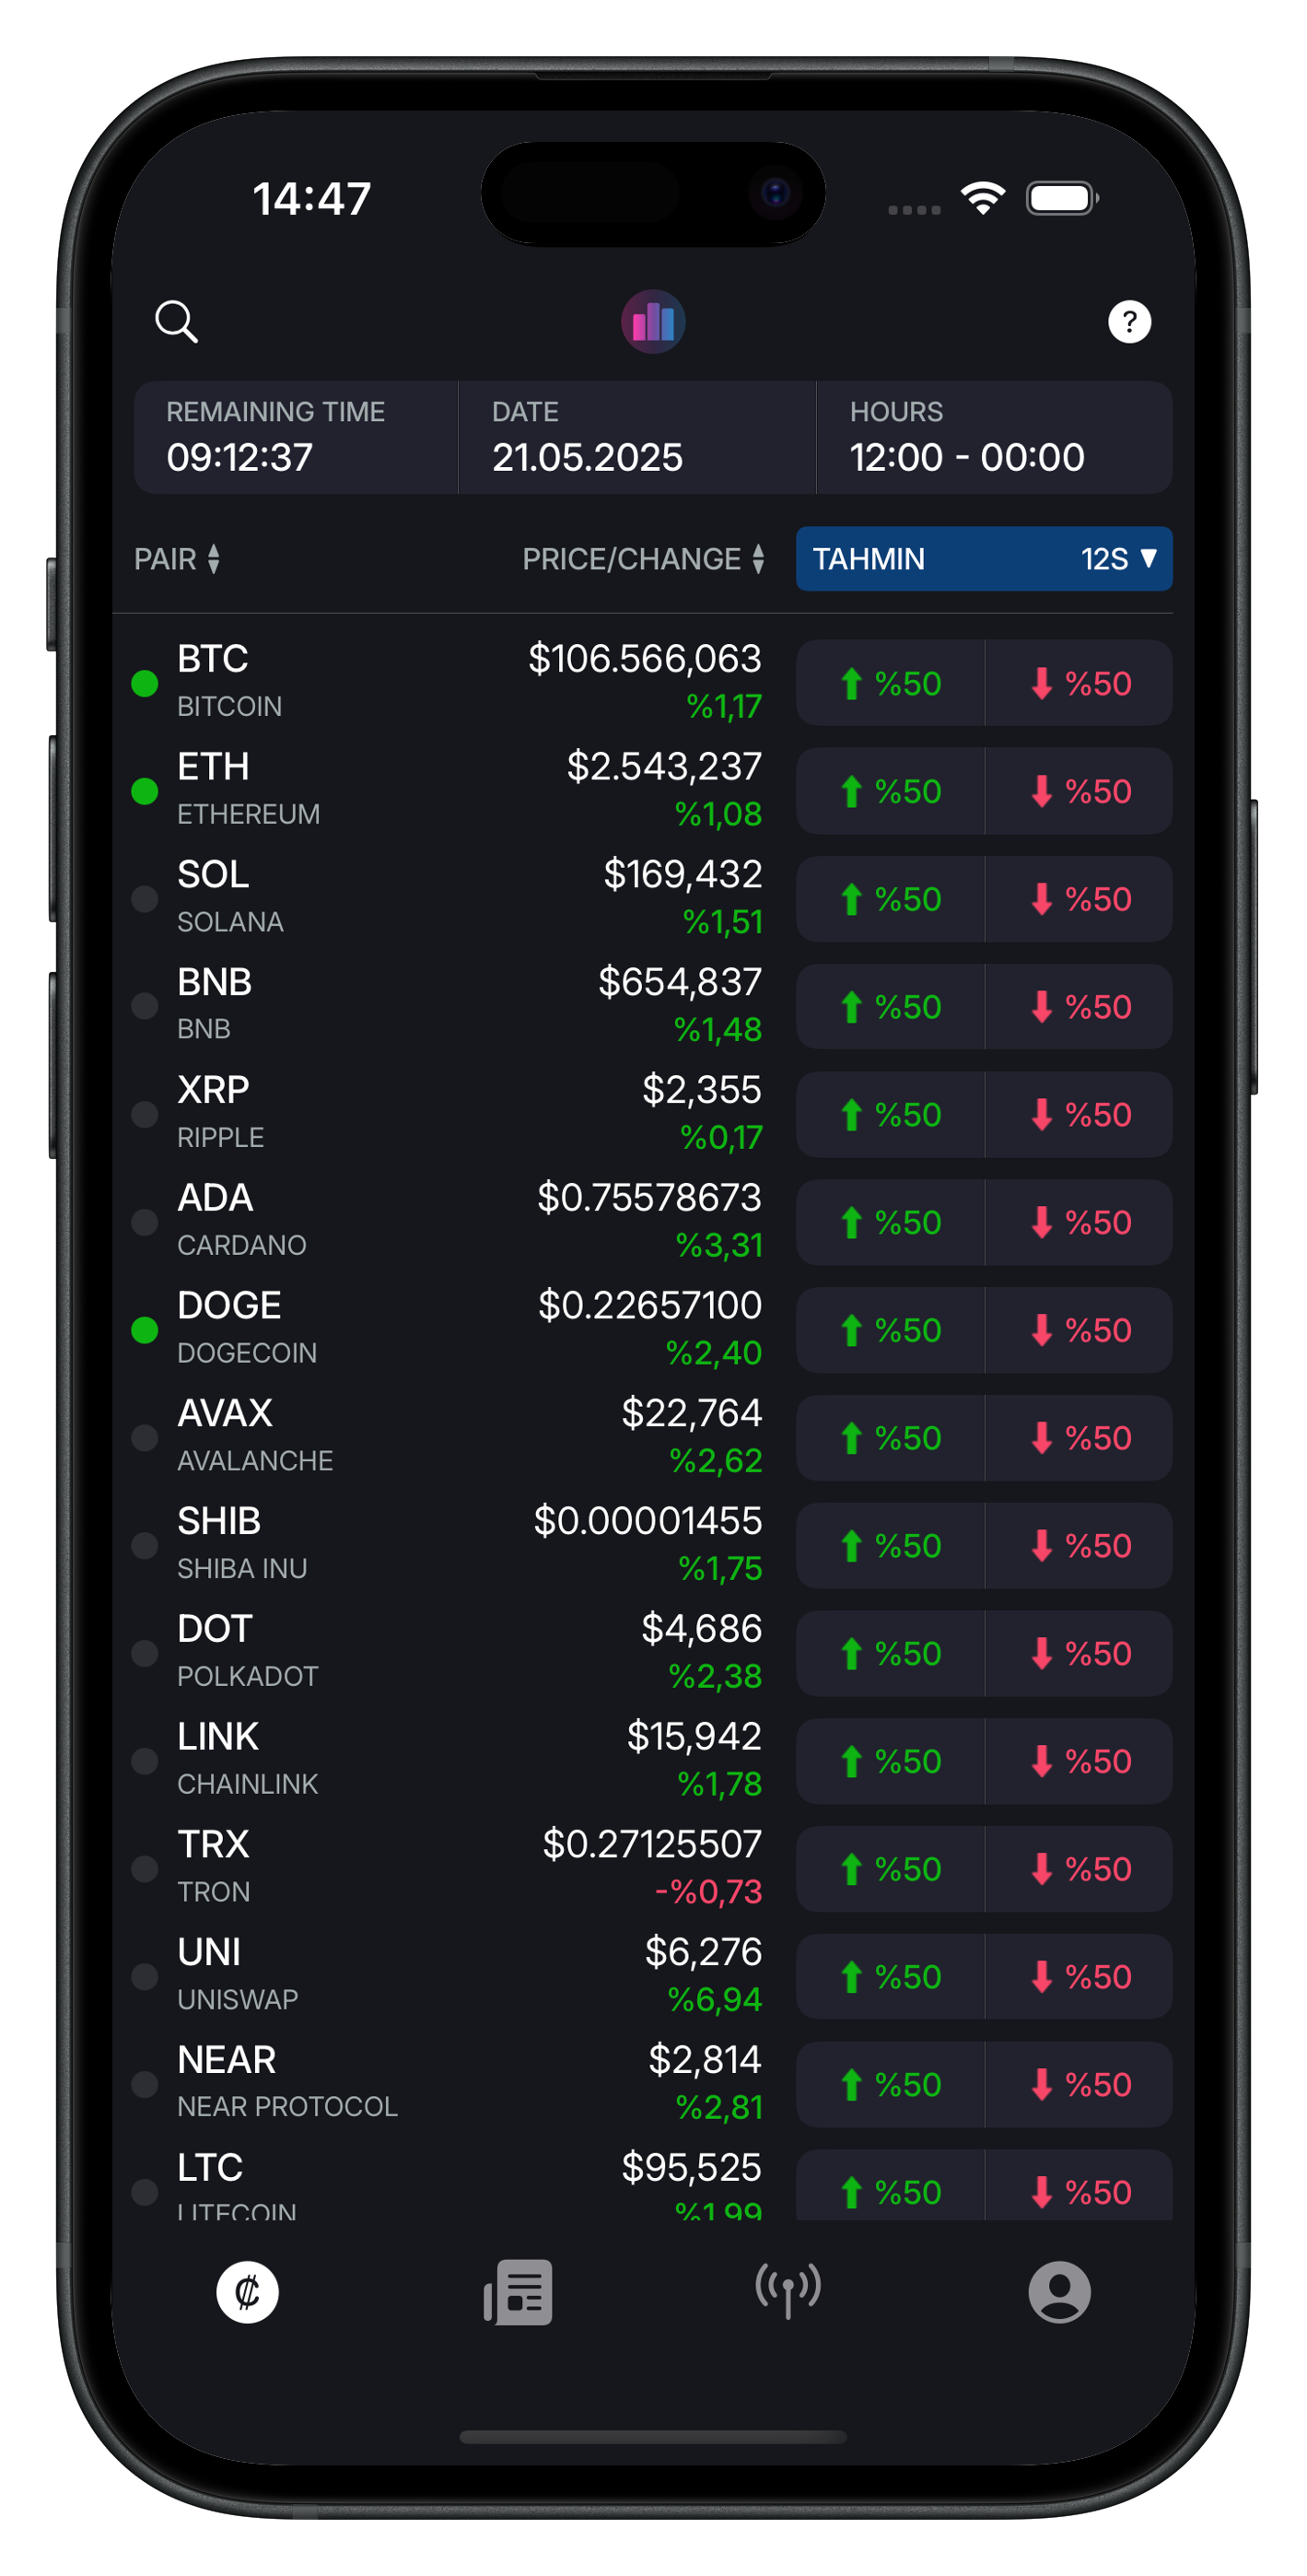 14:47
?
REMAINING TIME DATE HOURS
09:12:37 21.05.2025 12:00 - 00:00
PAIR PRICE/CHANGE TAHMIN 12S
BTC $106.566,063
BITCOIN %1,17 %50 %50
ETH $2.543,237
ETHEREUM %1,08 %50 %50
SOL $169,432
SOLANA %1,51 %50 %50
BNB $654,837
BNB %1,48 %50 %50
XRP $2,355
RIPPLE %0,17 %50 %50
ADA $0.75578673
CARDANO %3,31 %50 %50
DOGE $0.22657100
DOGECOIN %2,40 %50 %50
AVAX $22,764
AVALANCHE %2,62 %50 %50
SHIB $0.00001455
SHIBA INU %1,75 %50 %50
DOT $4,686
POLKADOT %2,38 %50 %50
LINK $15,942
CHAINLINK %1,78 %50 %50
TRX $0.27125507
TRON -%0,73 %50 %50
UNI $6,276
UNISWAP %6,94 %50 %50
NEAR $2,814
NEAR PROTOCOL %2,81 %50 %50
LTC $95,525
LITECOIN %1,99 %50 %50